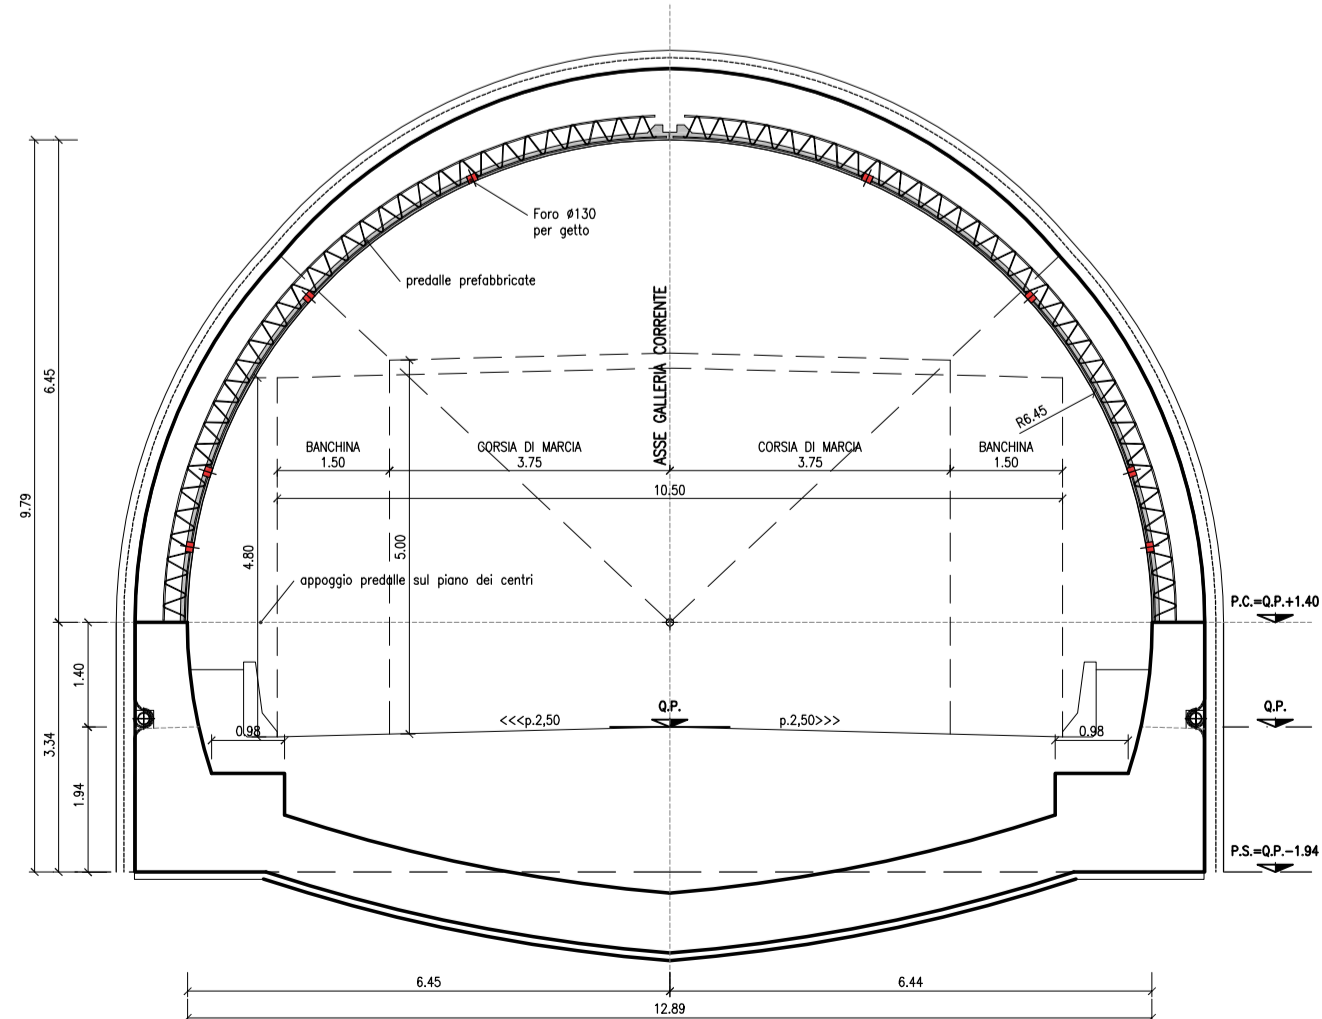 Foro ø130
per getto
predalle prefabbricate
ASSE GALLERIA CORRENTE
6.45
9.79
R6.45
BANCHINA
1.50
GORSIA DI MARCIA
3.75
CORSIA DI MARCIA
3.75
BANCHINA
1.50
10.50
4.80
5.00
appoggio predalle sul piano dei centri
P.C.=Q.P.+1.40
1.40
3.34
1.94
Q.P.
Q.P.
<<<p.2,50
p.2,50>>>
0.98
0.98
P.S.=Q.P.-1.94
6.45
6.44
12.89